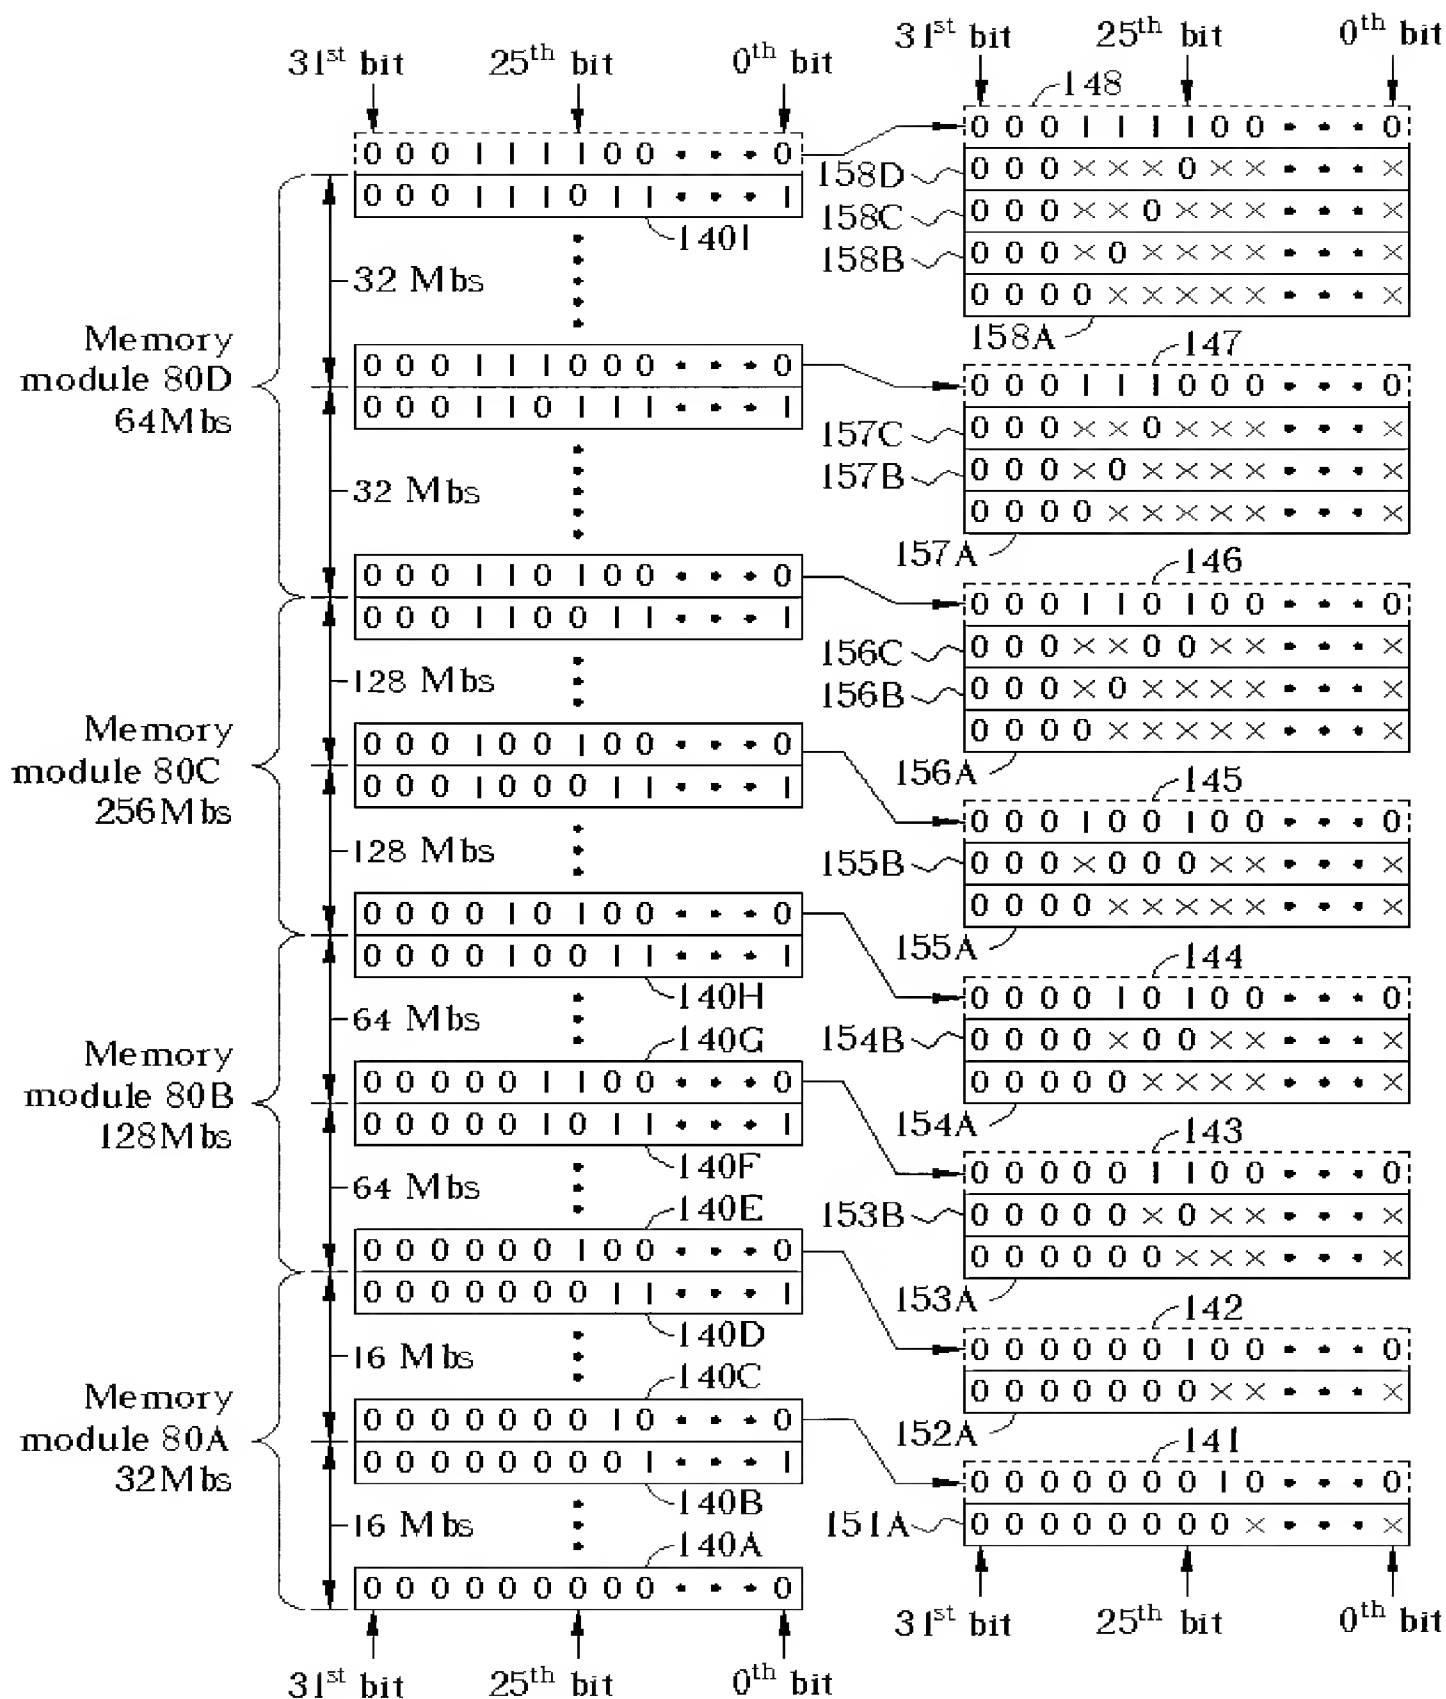 31st bit 25th bit 0th bit
0 0 0 1 1 1 1 0 0 • • • 0
0 0 0 1 1 1 0 1 1 • • • 1
140I
32 Mbs
Memory
module 80D
64Mbs
0 0 0 1 1 1 0 0 0 • • • 0
0 0 0 1 1 0 1 1 1 • • • 1
32 Mbs
0 0 0 1 1 0 1 0 0 • • • 0
0 0 0 1 1 0 0 1 1 • • • 1
128 Mbs
Memory
module 80C
256Mbs
0 0 0 1 0 0 1 0 0 • • • 0
0 0 0 1 0 0 0 1 1 • • • 1
128 Mbs
0 0 0 0 1 0 1 0 0 • • • 0
0 0 0 0 1 0 0 1 1 • • • 1
140H
64 Mbs
140G
Memory
module 80B
128Mbs
0 0 0 0 0 1 1 0 0 • • • 0
0 0 0 0 0 1 0 1 1 • • • 1
140F
64 Mbs
140E
0 0 0 0 0 0 1 0 0 • • • 0
0 0 0 0 0 0 0 1 1 • • • 1
140D
16 Mbs
140C
Memory
module 80A
32Mbs
0 0 0 0 0 0 0 1 0 • • • 0
0 0 0 0 0 0 0 0 1 • • • 1
140B
16 Mbs
140A
0 0 0 0 0 0 0 0 0 • • • 0
31st bit 25th bit 0th bit
31st bit 25th bit 0th bit
148
0 0 0 1 1 1 1 0 0 • • • 0
158D 0 0 0 × × × 0 × × • • • ×
158C 0 0 0 × × 0 × × × • • • ×
158B 0 0 0 × 0 × × × × • • • ×
0 0 0 0 × × × × × • • • ×
158A
147
0 0 0 1 1 1 0 0 0 • • • 0
157C 0 0 0 × × 0 × × × • • • ×
157B 0 0 0 × 0 × × × × • • • ×
0 0 0 0 × × × × × • • • ×
157A
146
0 0 0 1 1 0 1 0 0 • • • 0
156C 0 0 0 × × 0 0 × × • • • ×
156B 0 0 0 × 0 × × × × • • • ×
0 0 0 0 × × × × × • • • ×
156A
145
0 0 0 1 0 0 1 0 0 • • • 0
155B 0 0 0 × 0 0 0 × × • • • ×
0 0 0 0 × × × × × • • • ×
155A
144
0 0 0 0 1 0 1 0 0 • • • 0
154B 0 0 0 0 × 0 0 × × • • • ×
0 0 0 0 0 × × × × • • • ×
154A
143
0 0 0 0 0 1 1 0 0 • • • 0
153B 0 0 0 0 0 × 0 × × • • • ×
0 0 0 0 0 0 × × × • • • ×
153A
142
0 0 0 0 0 0 1 0 0 • • • 0
0 0 0 0 0 0 0 × × • • • ×
152A
141
0 0 0 0 0 0 0 1 0 • • • 0
151A 0 0 0 0 0 0 0 0 × • • • ×
31st bit 25th bit 0th bit